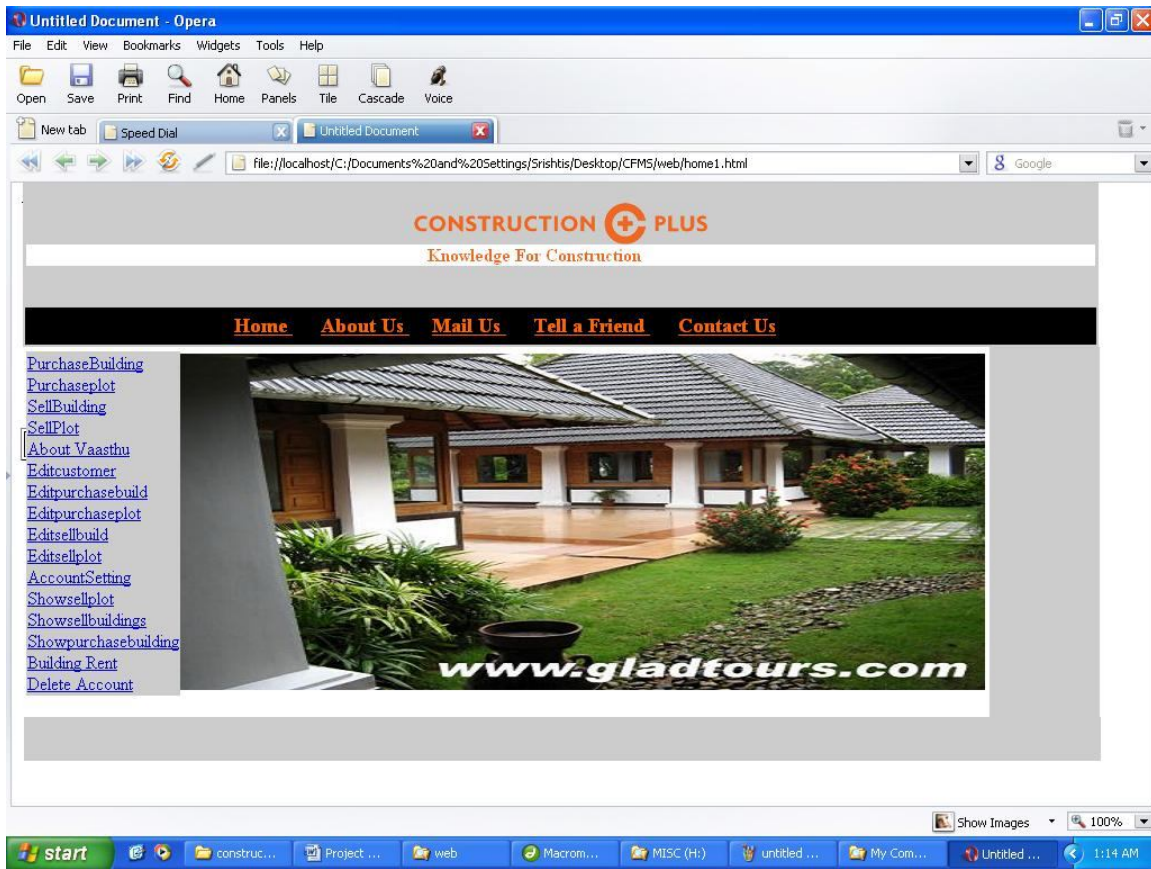 Untitled Document - Opera
File Edit View Bookmarks Widgets Tools Help
Open Save Print Find Home Panels Tile Cascade Voice
New tab Speed Dial Untitled Document
file://localhost/C:/Documents%20and%20Settings/Srishtis/Desktop/CFMS/web/home1.html Google
CONSTRUCTION PLUS
Knowledge For Construction
Home About Us Mail Us Tell a Friend Contact Us
PurchaseBuilding
Purchaseplot
SellBuilding
SellPlot
About Vaasthu
Editcustomer
Editpurchasebuild
Editpurchaseplot
Editsellbuild
Editsellplot
AccountSetting
Showsellplot
Showsellbuildings
Showpurchasebuilding
Building Rent
Delete Account
www.gladtours.com
Show Images 100%
start construc... Project ... web Macrom... MISC (H:) untitled ... My Com... Untitled ... 1:14 AM